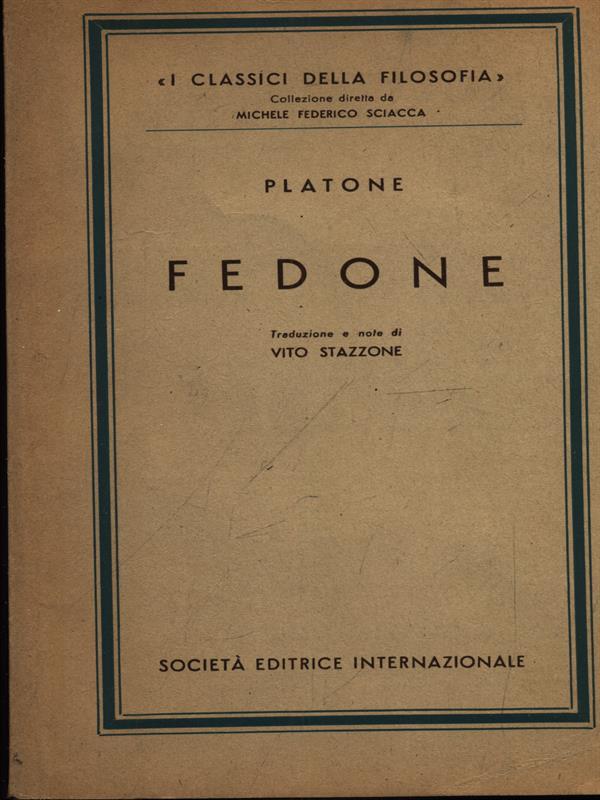 «I CLASSICI DELLA FILOSOFIA»
Collezione diretta da
MICHELE FEDERICO SCIACCA
PLATONE
FEDONE
Traduzione e note di
VITO STAZZONE
SOCIETÀ EDITRICE INTERNAZIONALE